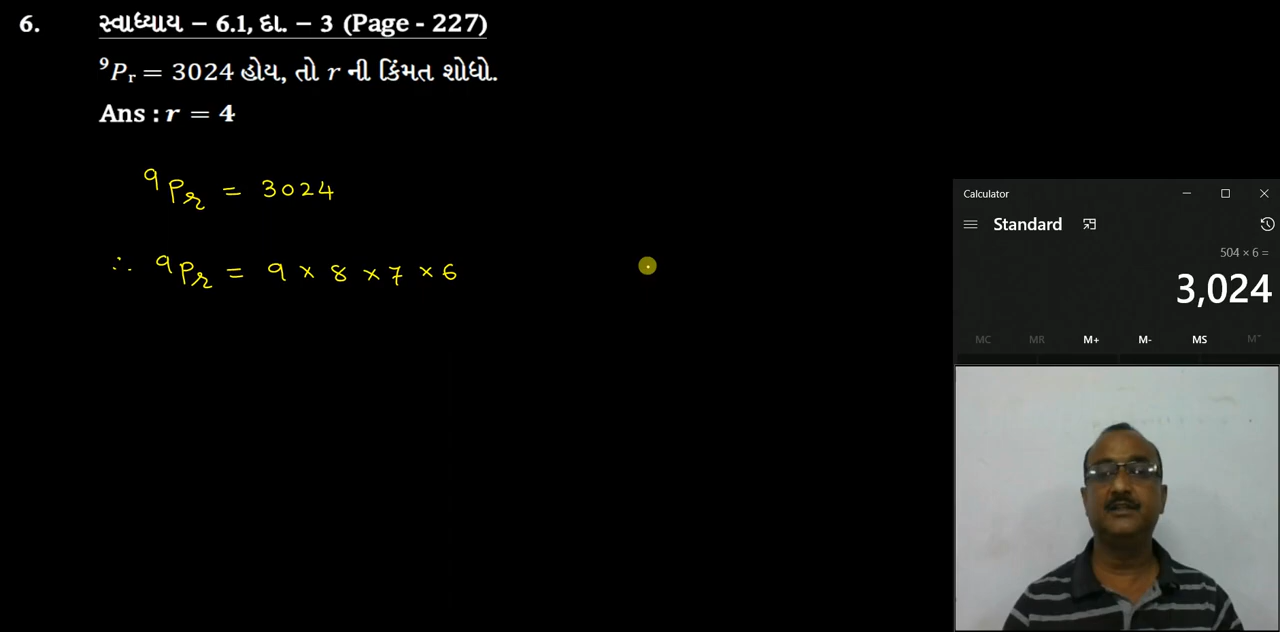 6. સ્વાધ્યાય – 6.1, દા. – 3 (Page - 227)
⁹Pᵣ = 3024 હોય, તો r ની કિંમત શોધો.
Ans : r = 4
⁹Pᵣ = 3024
∴ ⁹Pᵣ = 9 × 8 × 7 × 6
Calculator
Standard
504 × 6 =
3,024
MC MR M+ M- MS